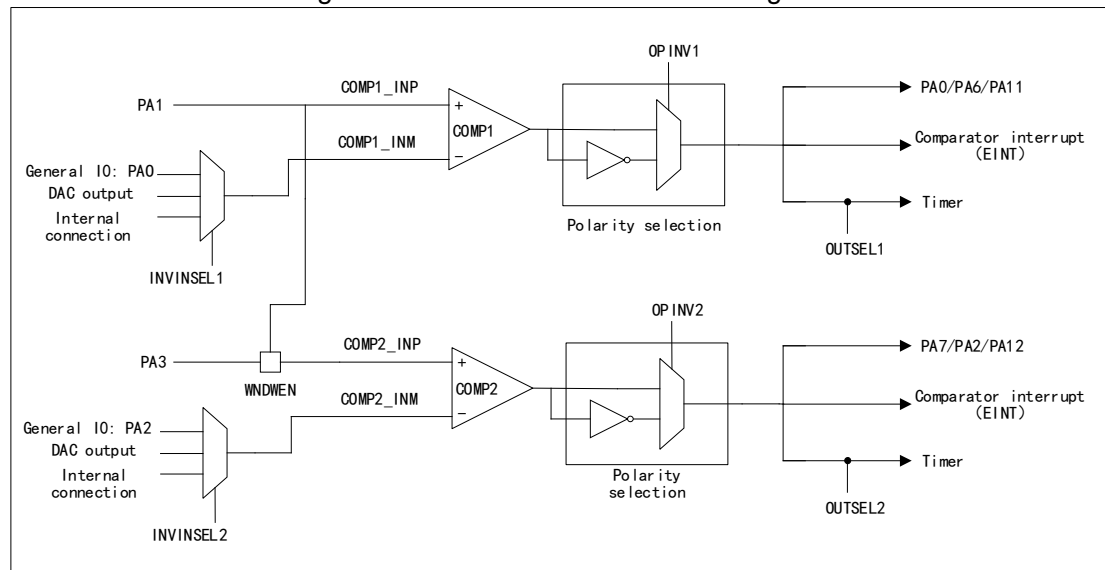 OPINV1
COMP1_INP
PA1
+
COMP1
PA0/PA6/PA11
COMP1_INM
−
Comparator interrupt
(EINT)
General IO: PA0
DAC output
Internal
connection
Polarity selection
Timer
OUTSEL1
INVINSEL1
OPINV2
COMP2_INP
PA3
+
WNDWEN
COMP2
PA7/PA2/PA12
COMP2_INM
−
Comparator interrupt
(EINT)
General IO: PA2
DAC output
Internal
connection
Polarity
selection
Timer
OUTSEL2
INVINSEL2